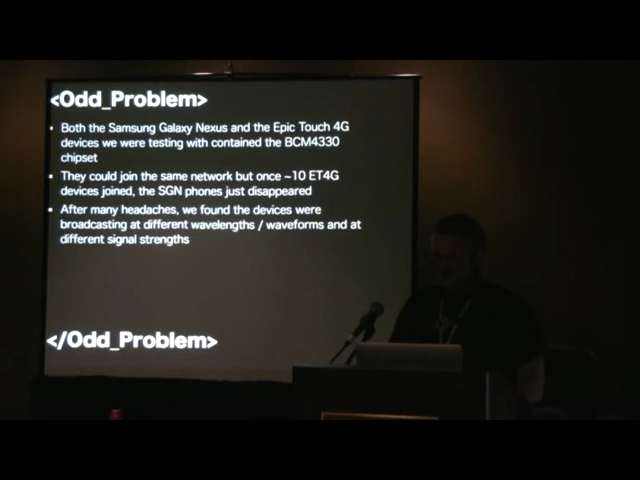 <Odd_Problem>
• Both the Samsung Galaxy Nexus and the Epic Touch 4G
devices we were testing with contained the BCM4330
chipset
• They could join the same network but once ~10 ET4G
devices joined, the SGN phones just disappeared
• After many headaches, we found the devices were
broadcasting at different wavelengths / waveforms and at
different signal strengths
</Odd_Problem>